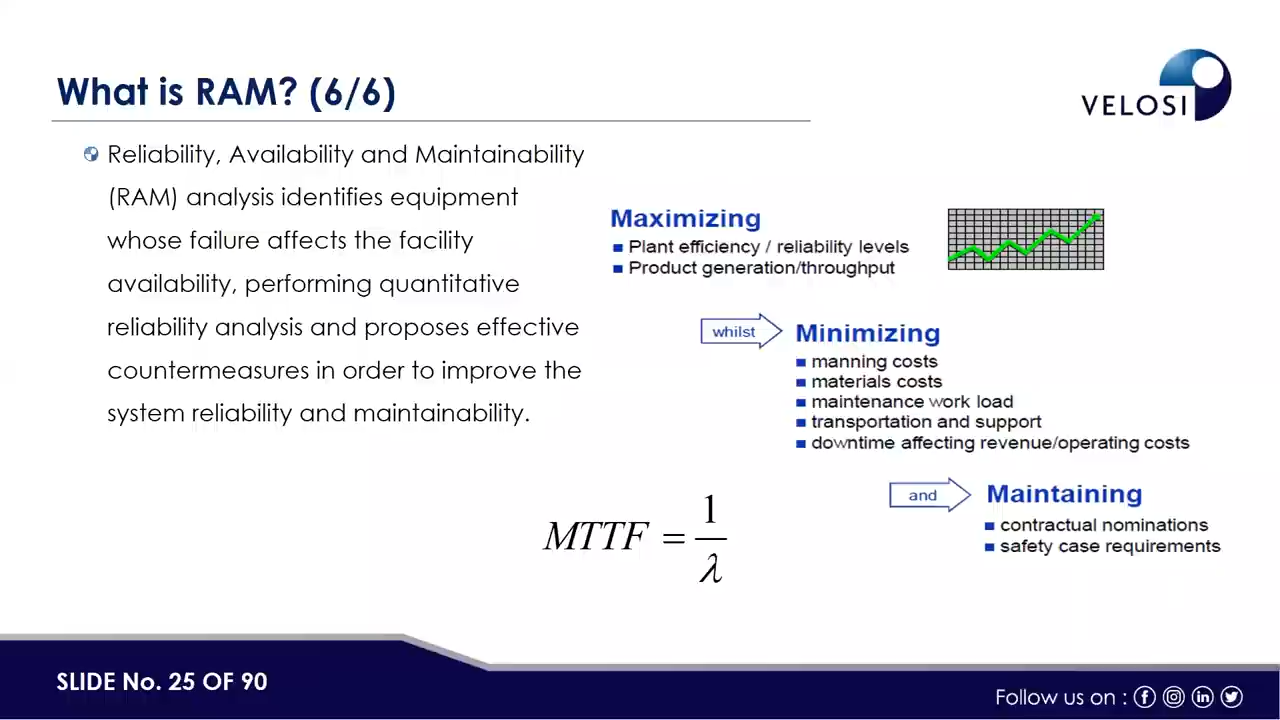 What is RAM? (6/6)
VELOSI
Reliability, Availability and Maintainability
(RAM) analysis identifies equipment
whose failure affects the facility
availability, performing quantitative
reliability analysis and proposes effective
countermeasures in order to improve the
system reliability and maintainability.
Maximizing
Plant efficiency / reliability levels
Product generation/throughput
whilst
Minimizing
manning costs
materials costs
maintenance work load
transportation and support
downtime affecting revenue/operating costs
and
Maintaining
contractual nominations
safety case requirements
MTTF = 1/λ
SLIDE No. 25 OF 90
Follow us on :